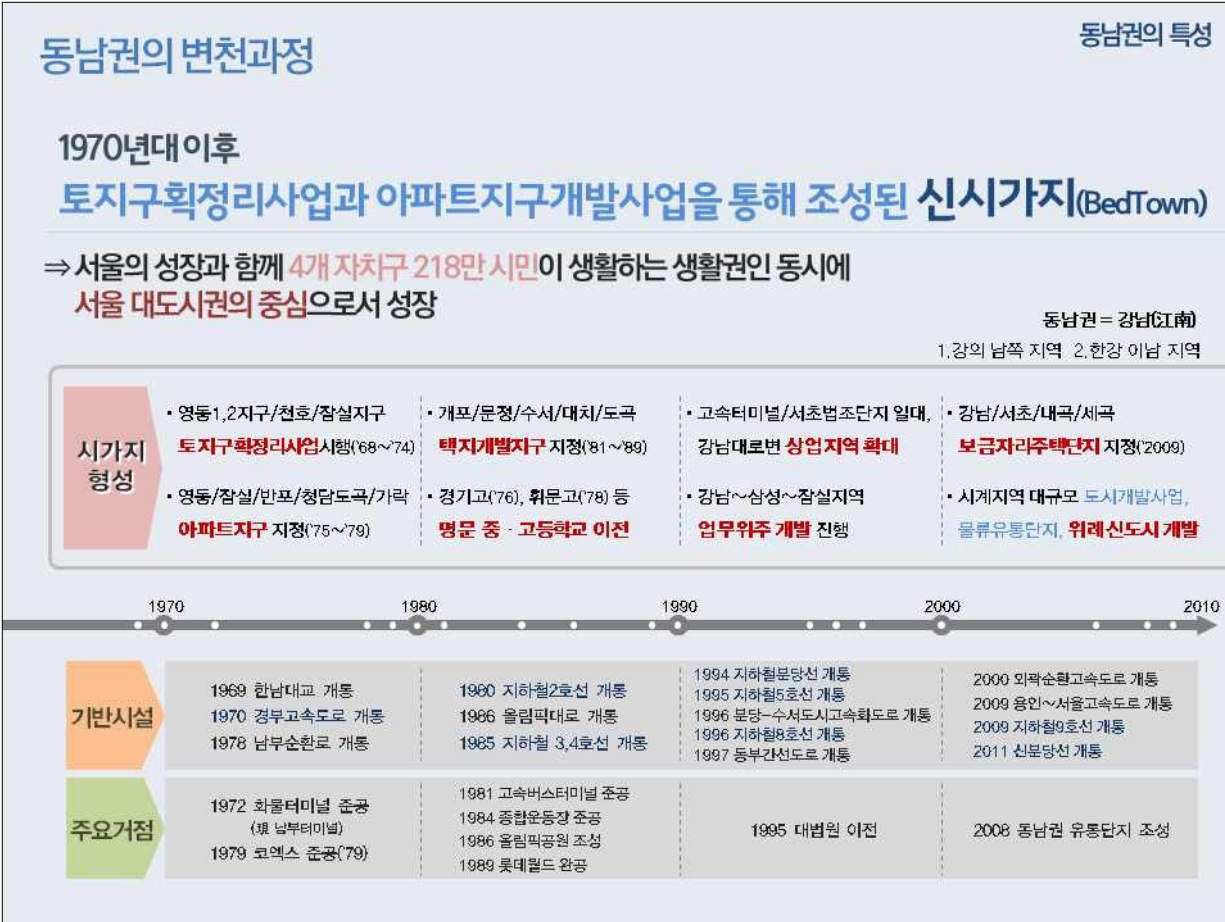 동남권의 변천과정
동남권의 특성
1970년대 이후
토지구획정리사업과 아파트지구개발사업을 통해 조성된 신시가지(BedTown)
⇒ 서울의 성장과 함께 4개 자치구 218만 시민이 생활하는 생활권인 동시에
서울 대도시권의 중심으로서 성장
동남권 = 강남(江南)
1.강의 남쪽 지역 2.한강 이남 지역
시가지
형성
• 영동1,2지구/천호/잠실지구
토지구획정리사업시행('68~'74)
• 영동/잠실/반포/청담도곡/가락
아파트지구 지정('75~'79)
• 개포/문정/수서/대치/도곡
택지개발지구 지정('81~'89)
• 경기고('76), 휘문고('78) 등
명문 중 · 고등학교 이전
• 고속터미널/서초법조단지 일대,
강남대로변 상업지역 확대
• 강남~삼성~잠실지역
업무위주 개발 진행
• 강남/서초/내곡/세곡
보금자리주택단지 지정('2009)
• 시계지역 대규모 도시개발사업,
물류유통단지, 위례신도시 개발
1970
1980
1990
2000
2010
기반시설
1969 한남대교 개통
1970 경부고속도로 개통
1978 남부순환로 개통
1980 지하철2호선 개통
1986 올림픽대로 개통
1985 지하철 3,4호선 개통
1994 지하철분당선 개통
1995 지하철5호선 개통
1996 분당-수서도시고속화도로 개통
1996 지하철8호선 개통
1997 동부간선도로 개통
2000 외곽순환고속도로 개통
2009 용인~서울고속도로 개통
2009 지하철9호선 개통
2011 신분당선 개통
주요거점
1972 화물터미널 준공
(現 남부터미널)
1979 코엑스 준공('79)
1981 고속버스터미널 준공
1984 종합운동장 준공
1986 올림픽공원 조성
1989 롯데월드 완공
1995 대법원 이전
2008 동남권 유통단지 조성